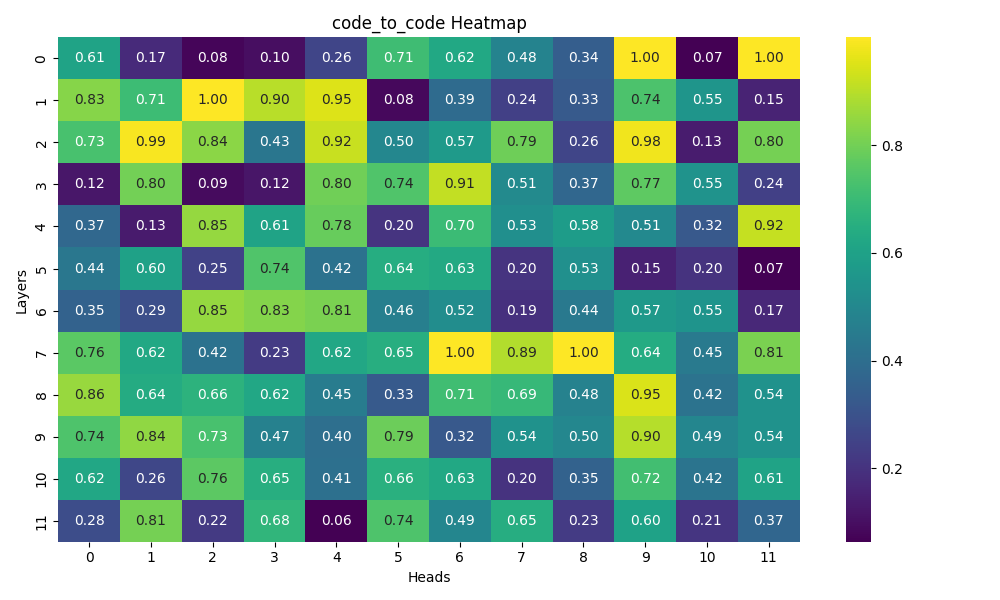 code_to_code Heatmap
0 0.61 0.17 0.08 0.10 0.26 0.71 0.62 0.48 0.34 1.00 0.07 1.00
1 0.83 0.71 1.00 0.90 0.95 0.08 0.39 0.24 0.33 0.74 0.55 0.15
2 0.73 0.99 0.84 0.43 0.92 0.50 0.57 0.79 0.26 0.98 0.13 0.80
3 0.12 0.80 0.09 0.12 0.80 0.74 0.91 0.51 0.37 0.77 0.55 0.24
4 0.37 0.13 0.85 0.61 0.78 0.20 0.70 0.53 0.58 0.51 0.32 0.92
5 0.44 0.60 0.25 0.74 0.42 0.64 0.63 0.20 0.53 0.15 0.20 0.07
6 0.35 0.29 0.85 0.83 0.81 0.46 0.52 0.19 0.44 0.57 0.55 0.17
7 0.76 0.62 0.42 0.23 0.62 0.65 1.00 0.89 1.00 0.64 0.45 0.81
8 0.86 0.64 0.66 0.62 0.45 0.33 0.71 0.69 0.48 0.95 0.42 0.54
9 0.74 0.84 0.73 0.47 0.40 0.79 0.32 0.54 0.50 0.90 0.49 0.54
10 0.62 0.26 0.76 0.65 0.41 0.66 0.63 0.20 0.35 0.72 0.42 0.61
11 0.28 0.81 0.22 0.68 0.06 0.74 0.49 0.65 0.23 0.60 0.21 0.37
0 1 2 3 4 5 6 7 8 9 10 11
Heads
Layers
0.8
0.6
0.4
0.2